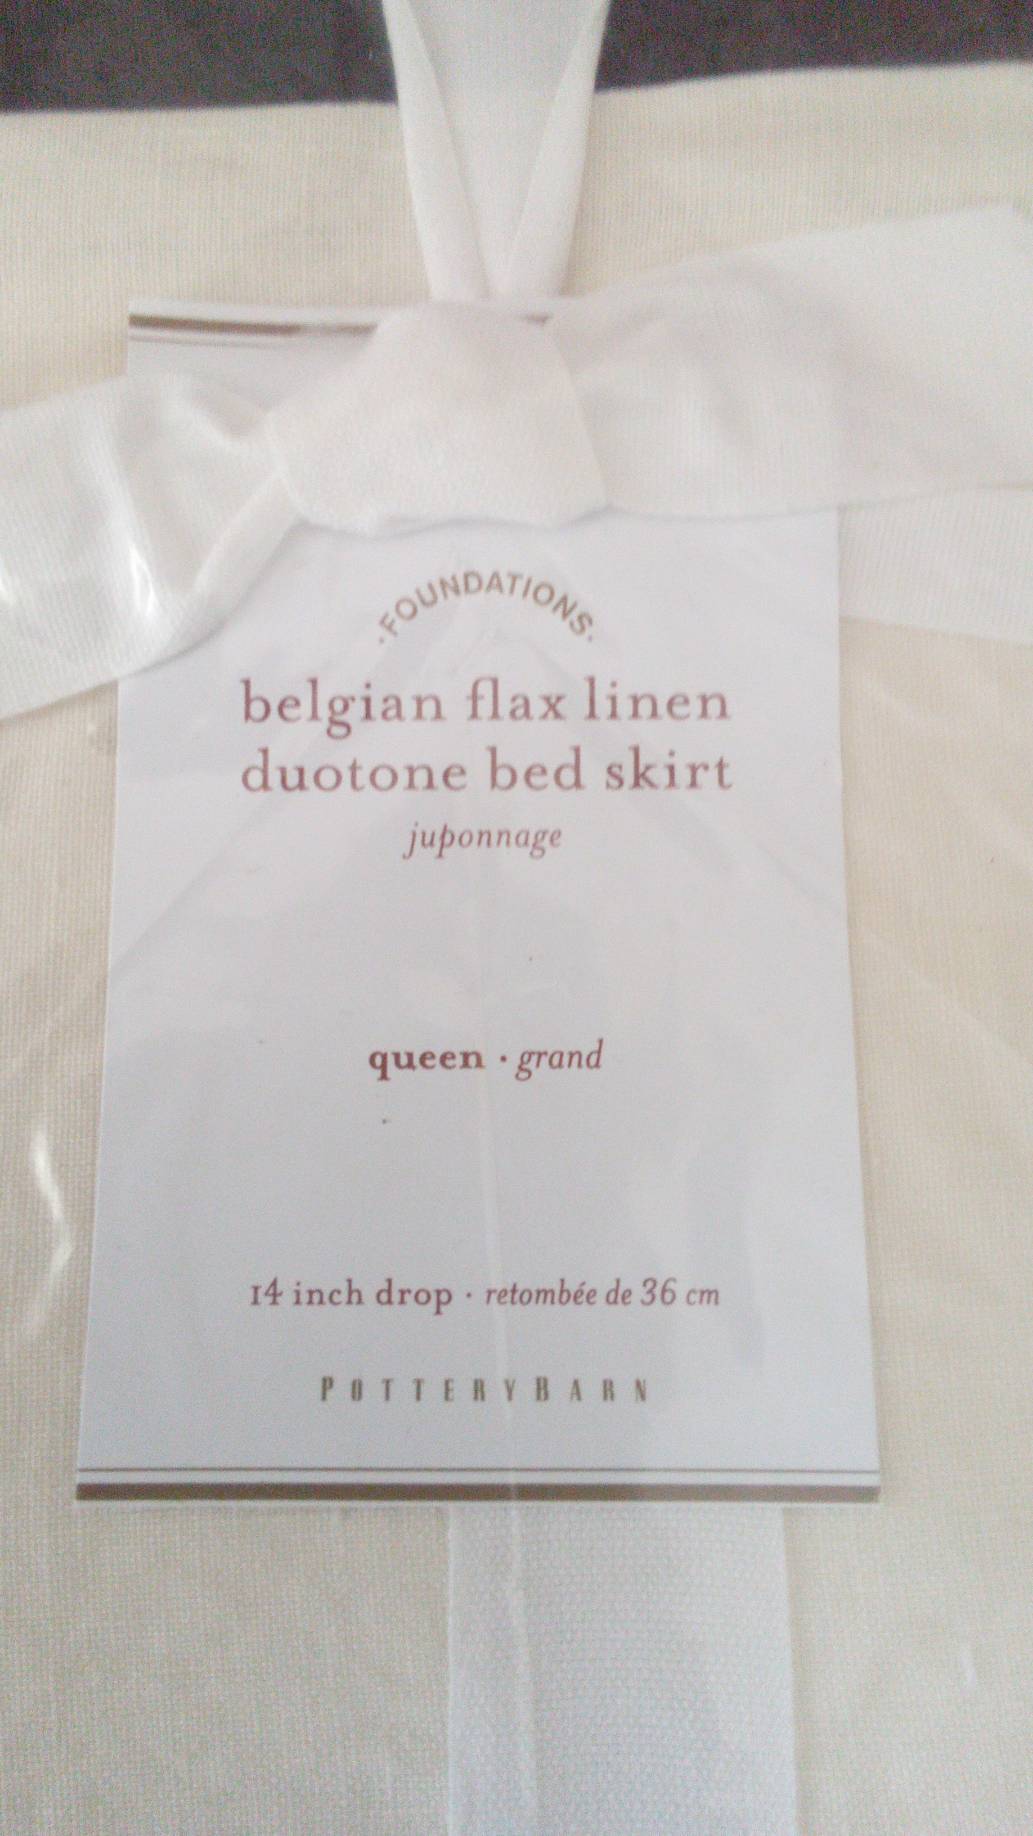 ·FOUNDATIONS·
belgian flax linen
duotone bed skirt
juponnage
queen · grand
14 inch drop · retombée de 36 cm
POTTERYBARN